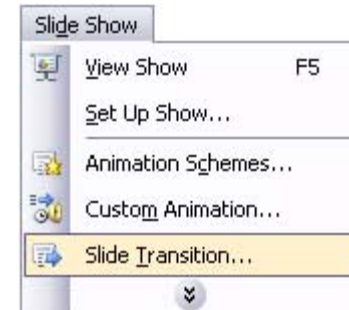 Slide Show
View Show F5
Set Up Show...
Animation Schemes...
Custom Animation...
Slide Transition...